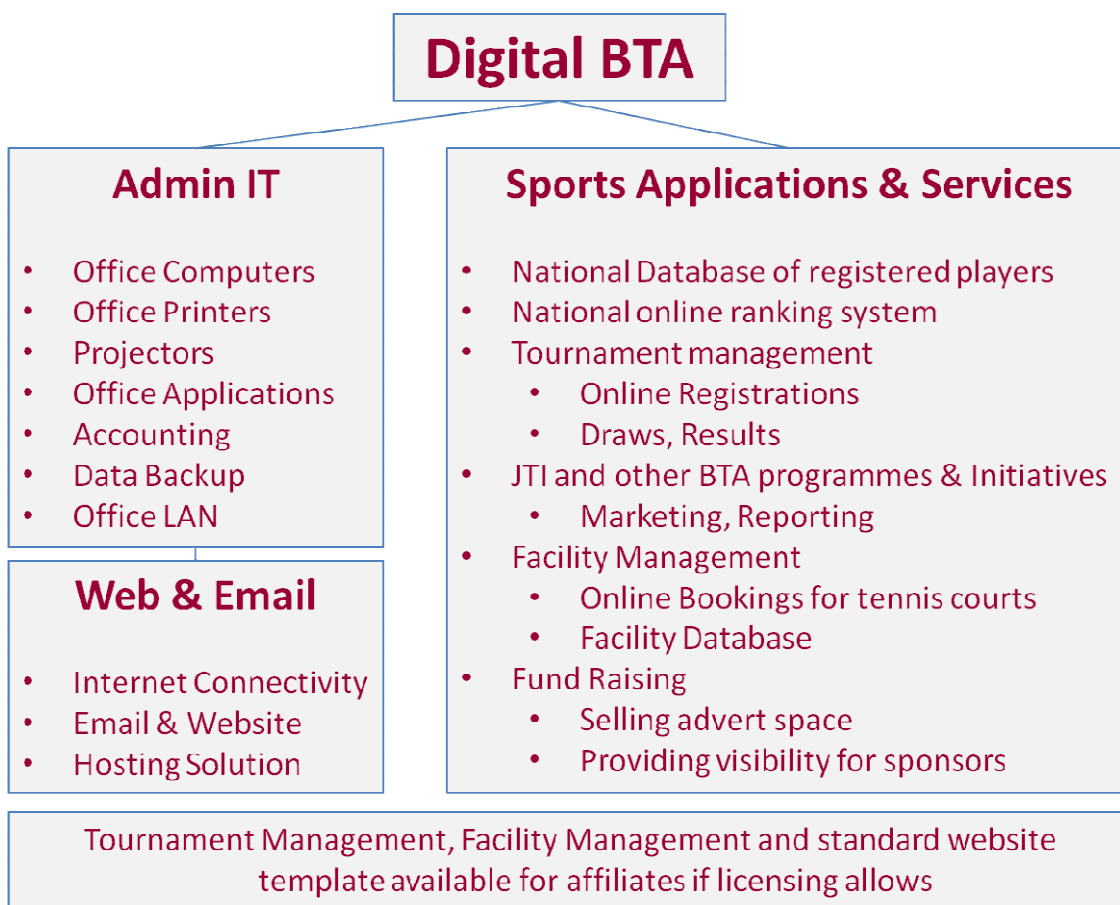 Digital BTA
Admin IT
• Office Computers
• Office Printers
• Projectors
• Office Applications
• Accounting
• Data Backup
• Office LAN
Web & Email
• Internet Connectivity
• Email & Website
• Hosting Solution
Sports Applications & Services
• National Database of registered players
• National online ranking system
• Tournament management
• Online Registrations
• Draws, Results
• JTI and other BTA programmes & Initiatives
• Marketing, Reporting
• Facility Management
• Online Bookings for tennis courts
• Facility Database
• Fund Raising
• Selling advert space
• Providing visibility for sponsors
Tournament Management, Facility Management and standard website
template available for affiliates if licensing allows